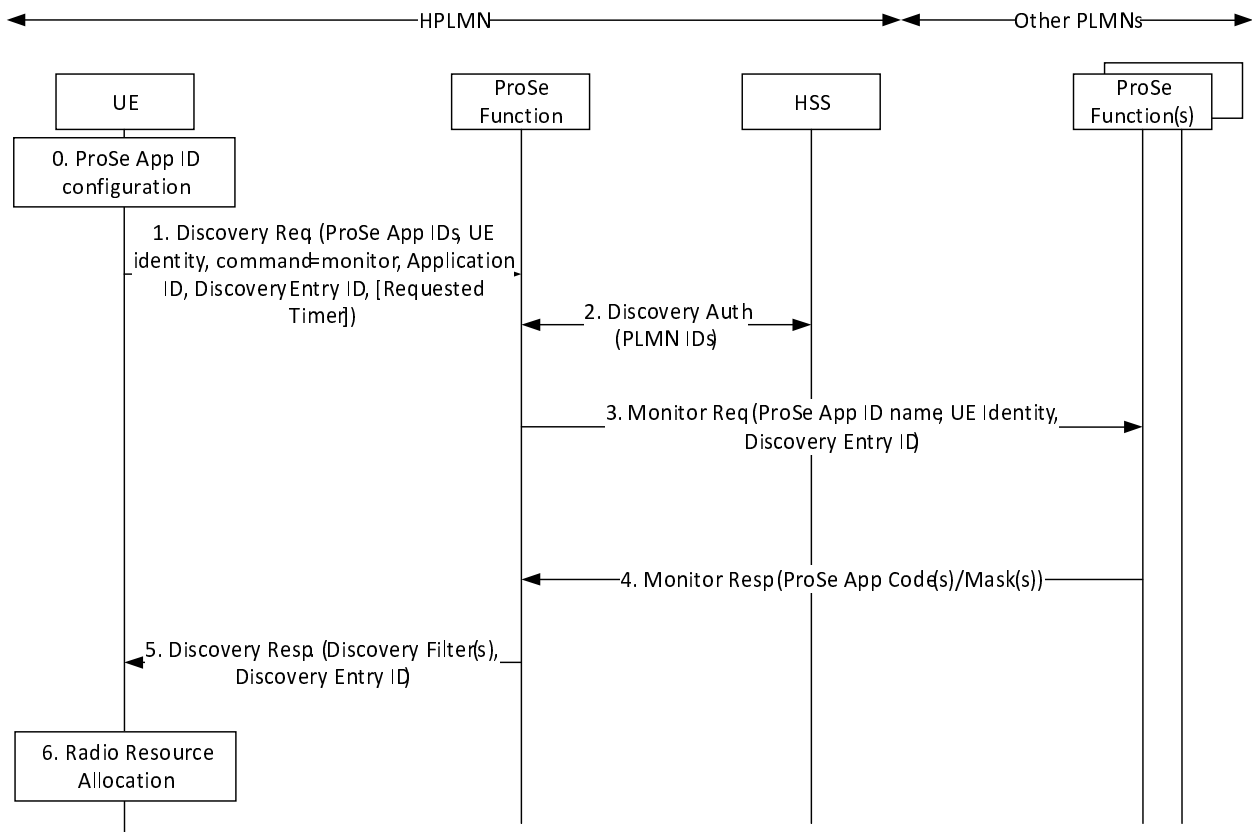 HPLMN
Other PLMNs
UE
ProSe
Function
HSS
ProSe
Function(s)
0. ProSe App ID
configuration
1. Discovery Req (ProSe App IDs, UE
identity, command=monitor, Application
ID, Discovery Entry ID, [Requested
Timer])
2. Discovery Auth
(PLMN IDs)
3. Monitor Req (ProSe App ID name, UE Identity,
Discovery Entry ID)
4. Monitor Resp (ProSe App Code(s)/Mask(s))
5. Discovery Resp. (Discovery Filter(s),
Discovery Entry ID)
6. Radio Resource
Allocation